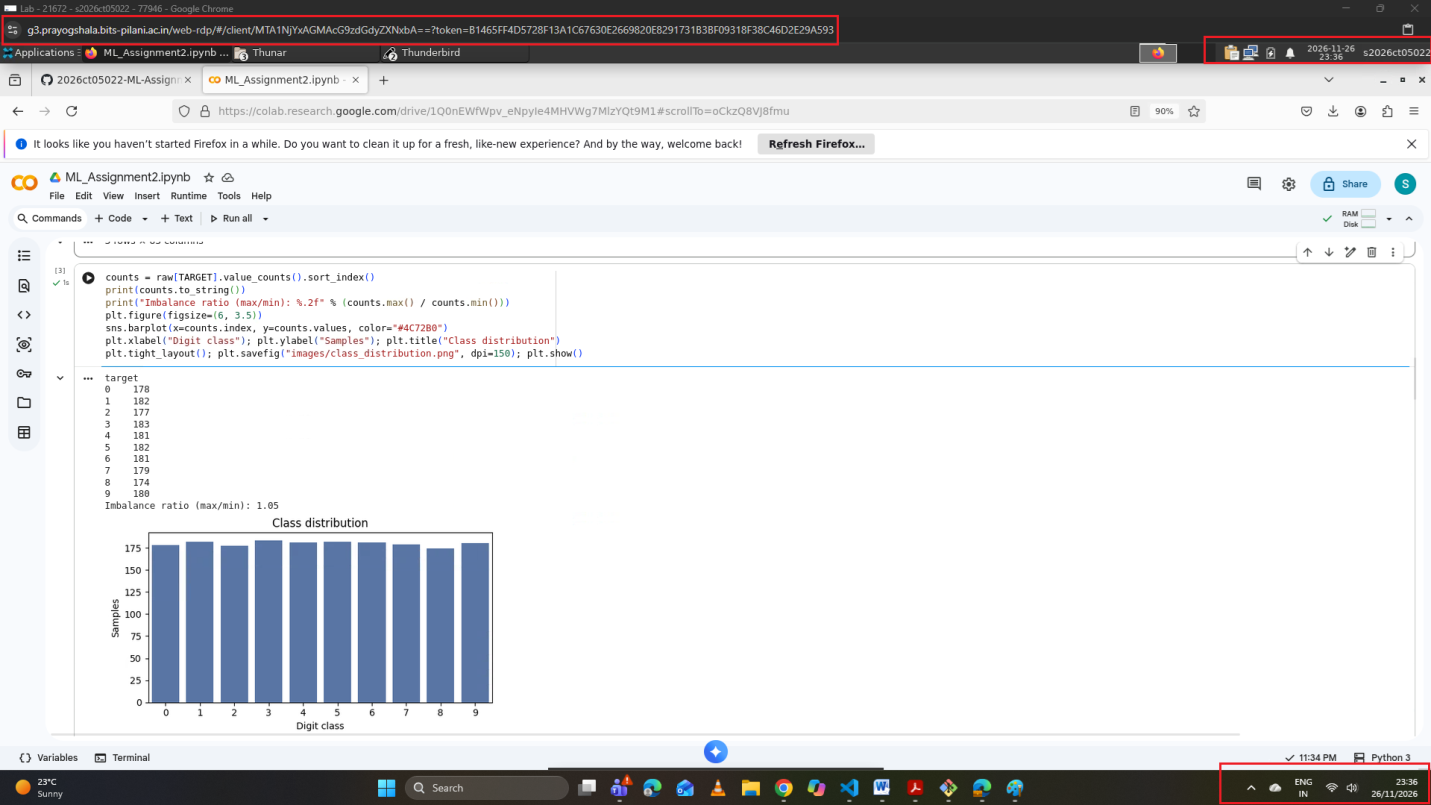 Lab - 21672 - s2026ct05022 - 77946 - Google Chrome
g3.prayogshala.bits-pilani.ac.in/web-rdp/#/client/MTA1NjYxAGMAcG9zdGdyZXNxbA==?token=B1465FF4D5728F13A1C67630E2669820E8291731B3BF09318F38C46D2E29A593
Applications ML_Assignment2.ipynb ... 3 Thunar 2 Thunderbird 2026-11-26 23:36 s2026ct05022
2026ct05022-ML-Assignm ML_Assignment2.ipynb -
https://colab.research.google.com/drive/1Q0nEWfWpv_eNpyIe4MHVWg7MlzYQt9M1#scrollTo=oCkzQ8VJ8fmu 90%
It looks like you haven't started Firefox in a while. Do you want to clean it up for a fresh, like-new experience? And by the way, welcome back! Refresh Firefox...
ML_Assignment2.ipynb
File Edit View Insert Runtime Tools Help
Share S
Commands + Code + Text Run all RAM Disk
5 rows × 65 columns
[3]
1s
counts = raw[TARGET].value_counts().sort_index()
print(counts.to_string())
print("Imbalance ratio (max/min): %.2f" % (counts.max() / counts.min()))
plt.figure(figsize=(6, 3.5))
sns.barplot(x=counts.index, y=counts.values, color="#4C72B0")
plt.xlabel("Digit class"); plt.ylabel("Samples"); plt.title("Class distribution")
plt.tight_layout(); plt.savefig("images/class_distribution.png", dpi=150); plt.show()
target
0 178
1 182
2 177
3 183
4 181
5 182
6 181
7 179
8 174
9 180
Imbalance ratio (max/min): 1.05
Class distribution
175
150
125
100
75
50
25
0
Samples
0 1 2 3 4 5 6 7 8 9
Digit class
Variables Terminal 11:34 PM Python 3
23°C
Sunny
Search
ENG
IN
23:36
26/11/2026